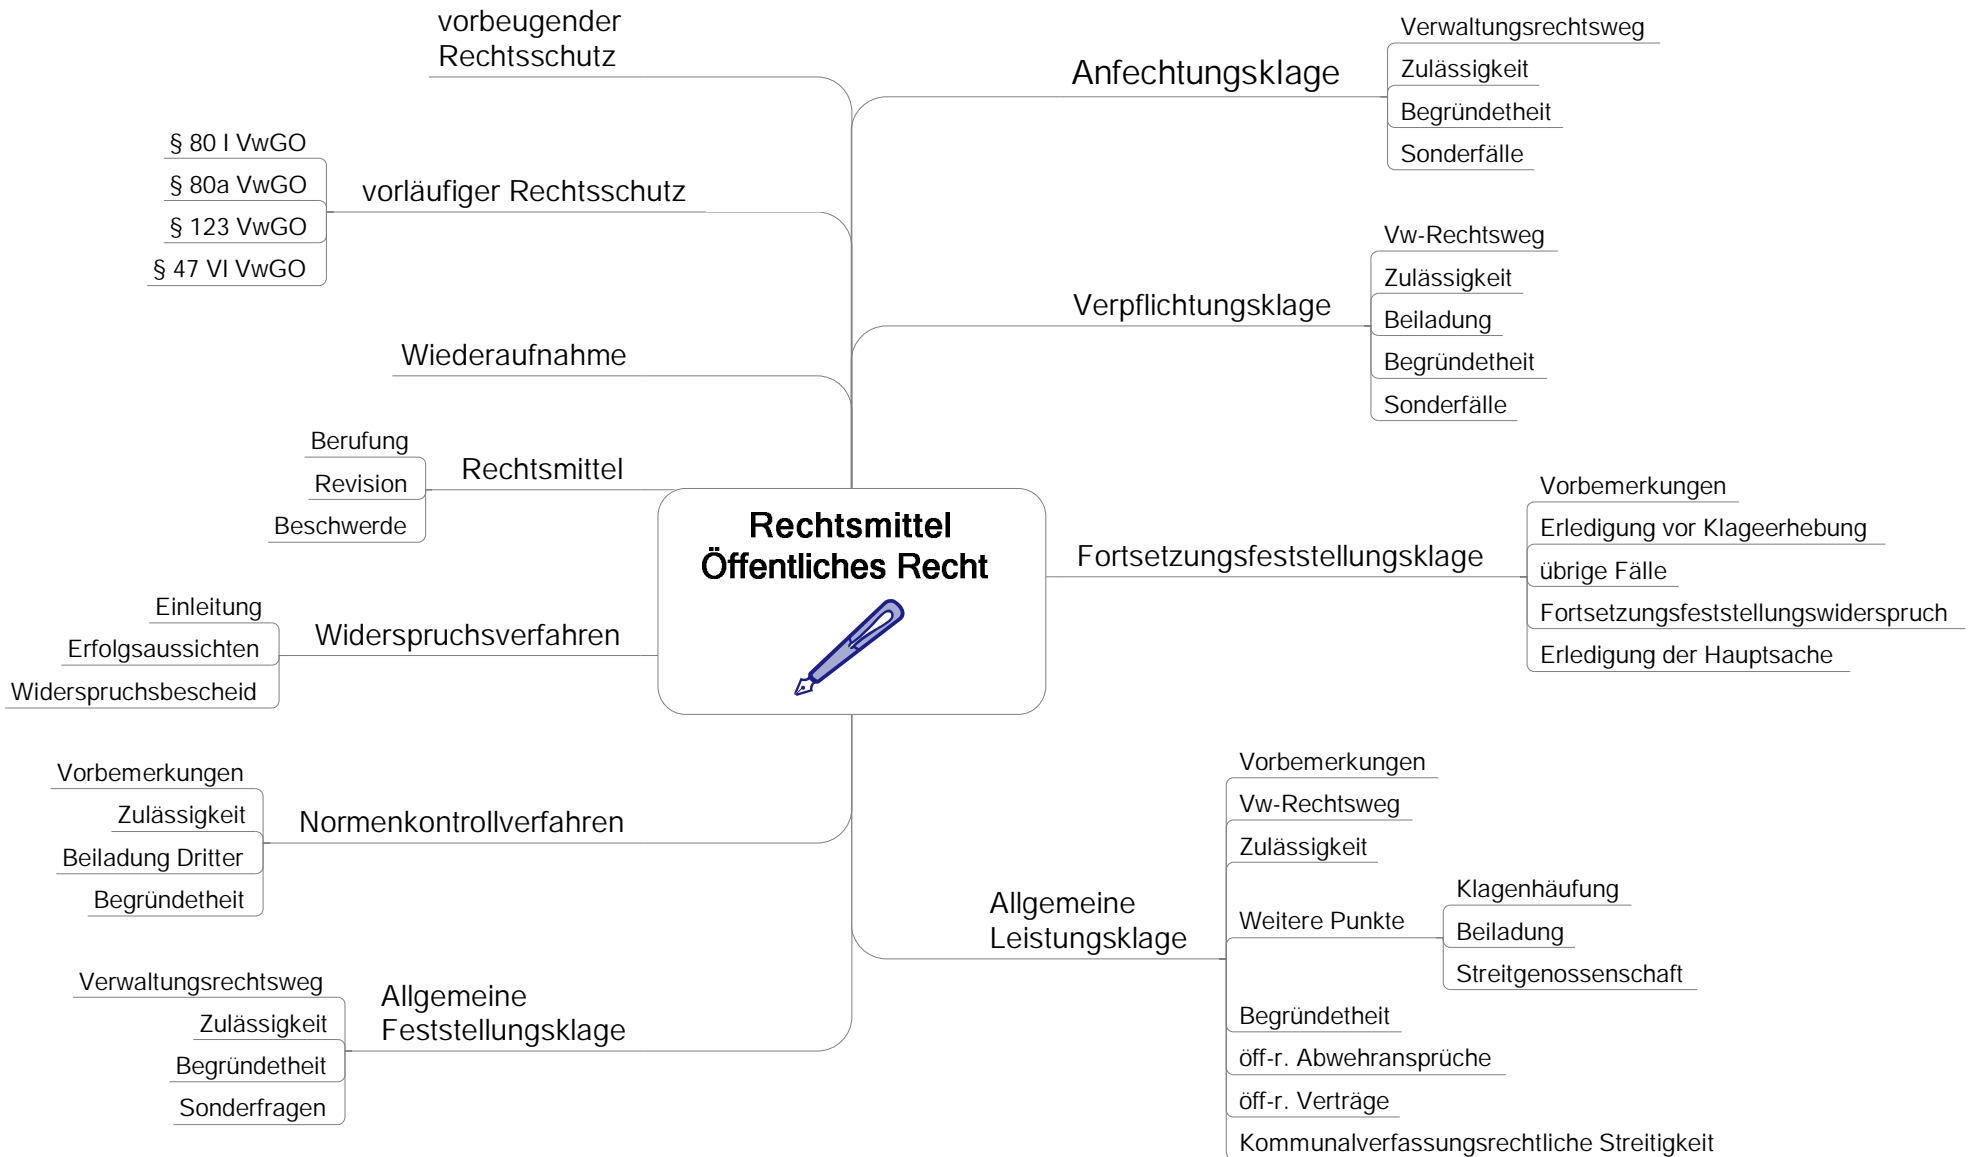 Rechtsmittel
Öffentliches Recht
Anfechtungsklage
Verwaltungsrechtsweg
Zulässigkeit
Begründetheit
Sonderfälle
Verpflichtungsklage
Vw-Rechtsweg
Zulässigkeit
Beiladung
Begründetheit
Sonderfälle
Fortsetzungsfeststellungsklage
Vorbemerkungen
Erledigung vor Klageerhebung
übrige Fälle
Fortsetzungsfeststellungswiderspruch
Erledigung der Hauptsache
Allgemeine
Leistungsklage
Vorbemerkungen
Vw-Rechtsweg
Zulässigkeit
Weitere Punkte
Klagenhäufung
Beiladung
Streitgenossenschaft
Begründetheit
öff-r. Abwehransprüche
öff-r. Verträge
Kommunalverfassungsrechtliche Streitigkeit
vorbeugender
Rechtsschutz
vorläufiger Rechtsschutz
§ 80 I VwGO
§ 80a VwGO
§ 123 VwGO
§ 47 VI VwGO
Wiederaufnahme
Rechtsmittel
Berufung
Revision
Beschwerde
Widerspruchsverfahren
Einleitung
Erfolgsaussichten
Widerspruchsbescheid
Normenkontrollverfahren
Vorbemerkungen
Zulässigkeit
Beiladung Dritter
Begründetheit
Allgemeine
Feststellungsklage
Verwaltungsrechtsweg
Zulässigkeit
Begründetheit
Sonderfragen